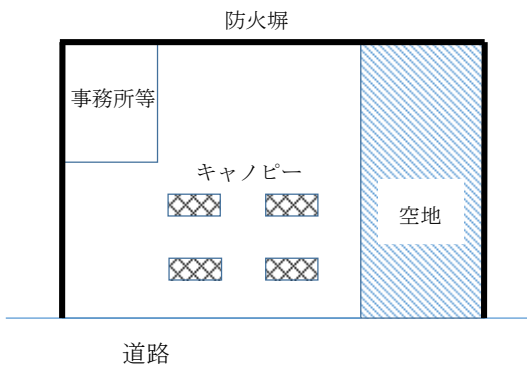 防火塀
事務所等
キャノピー
空地
道路